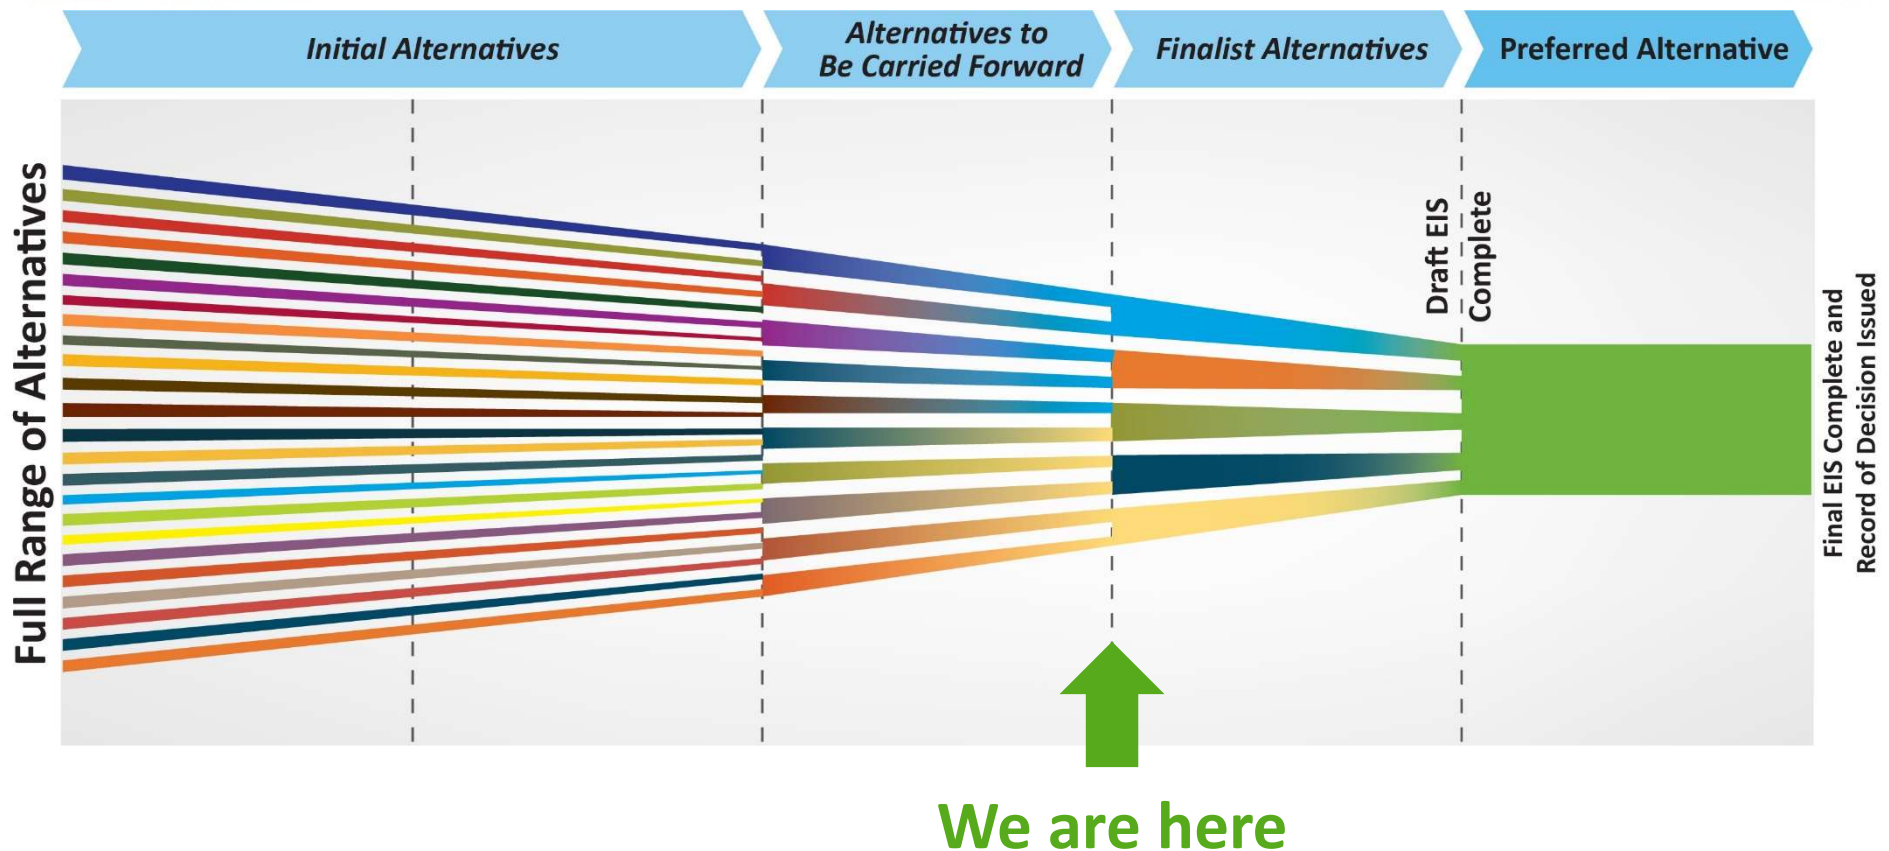 Initial Alternatives
Alternatives to
Be Carried Forward
Finalist Alternatives
Preferred Alternative
Full Range of Alternatives
Draft EIS
Complete
Final EIS Complete and
Record of Decision Issued
We are here